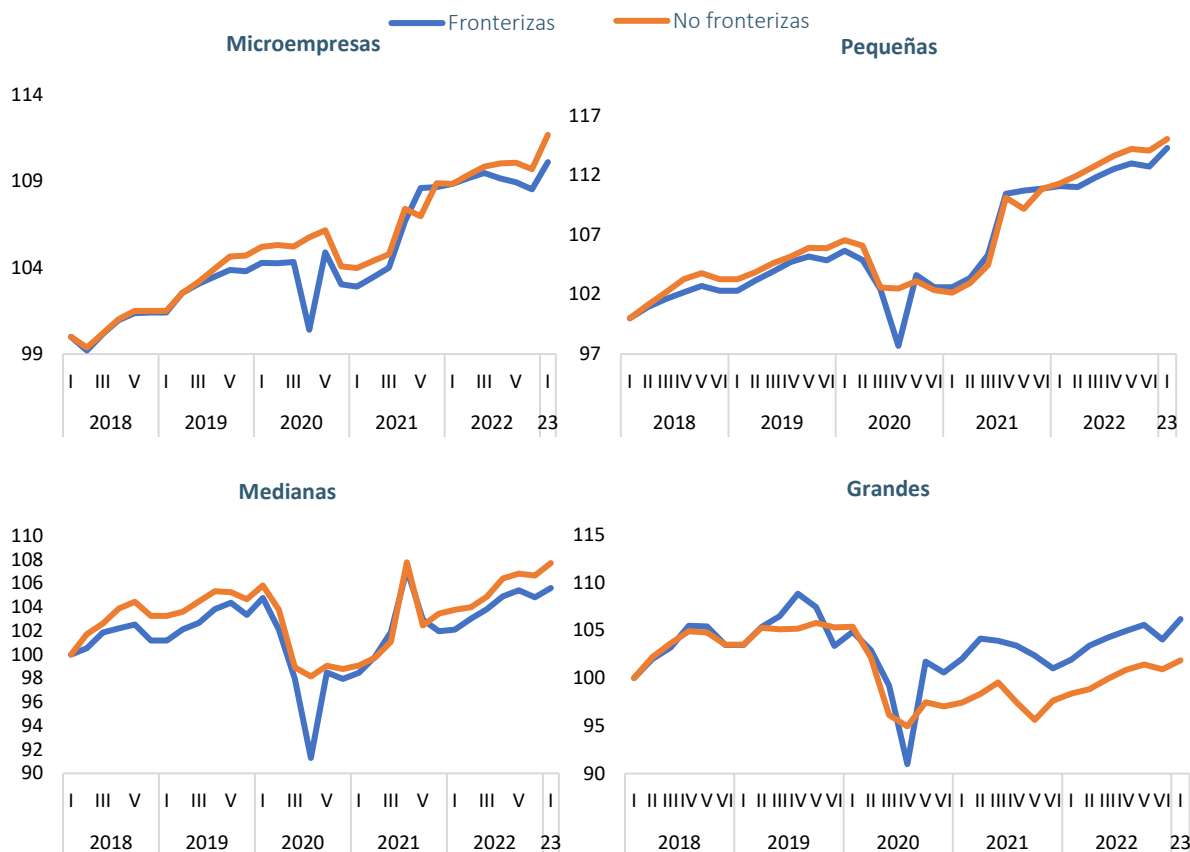 Fronterizas No fronterizas
Microempresas
114
109
104
99
I III V I III V I III V I III V I III V I
2018 2019 2020 2021 2022 23
Pequeñas
117
112
107
102
97
I II III IV V VI I II III IV V VI I II III IV V VI I II III IV V VI I II III IV V VI I
2018 2019 2020 2021 2022 23
Medianas
110
108
106
104
102
100
98
96
94
92
90
I III V I III V I III V I III V I III V I
2018 2019 2020 2021 2022 23
Grandes
115
110
105
100
95
90
I II III IV V VI I II III IV V VI I II III IV V VI I II III IV V VI I II III IV V VI I
2018 2019 2020 2021 2022 23